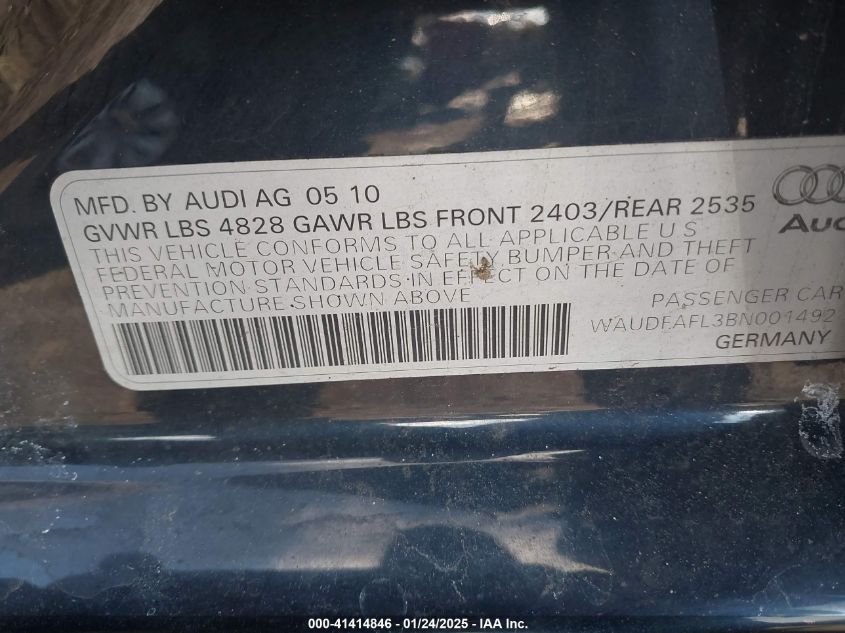 MFD. BY AUDI AG 05 10
GVWR LBS 4828 GAWR LBS FRONT 2403/REAR 2535
THIS VEHICLE CONFORMS TO ALL APPLICABLE U S
FEDERAL MOTOR VEHICLE SAFETY BUMPER AND THEFT
PREVENTION STANDARDS IN EFFECT ON THE DATE OF
MANUFACTURE SHOWN ABOVE
Aud
PASSENGER CAR
WAUDFAFL3BN001492
GERMANY
000-41414846 — 01/24/2025 — IAA Inc.